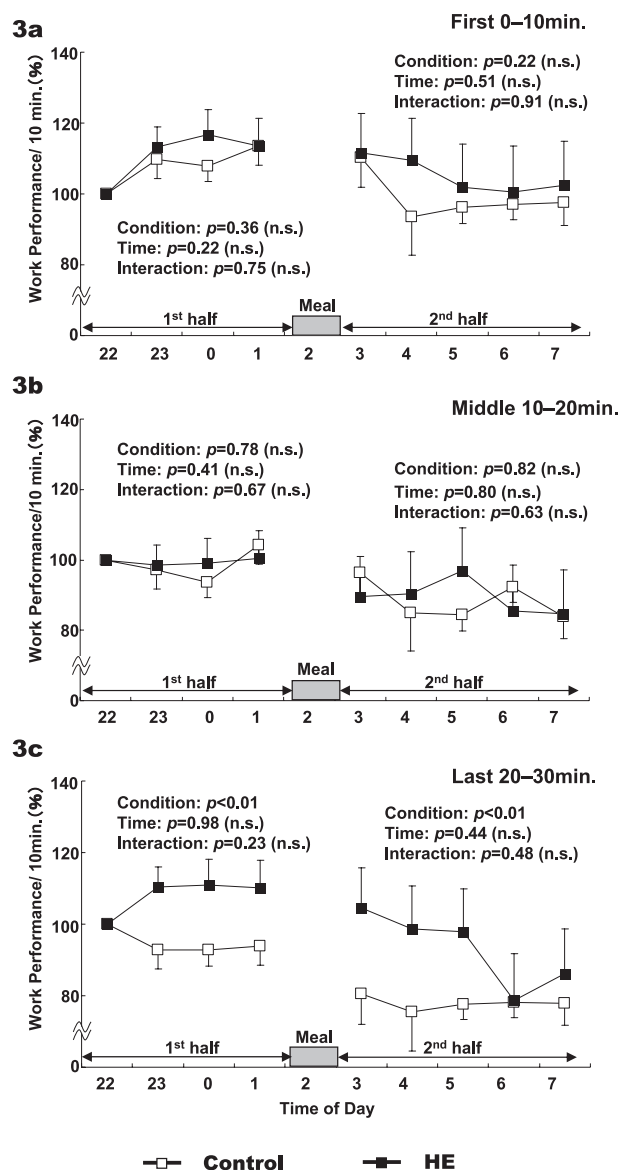 3a
First 0–10min.
Work Performance/ 10 min.(%)
140
120
100
80
0
Condition: p=0.22 (n.s.)
Time: p=0.51 (n.s.)
Interaction: p=0.91 (n.s.)
Condition: p=0.36 (n.s.)
Time: p=0.22 (n.s.)
Interaction: p=0.75 (n.s.)
Meal
1st half
2nd half
22 23 0 1 2 3 4 5 6 7
3b
Middle 10–20min.
Work Performance/10 min.(%)
140
120
100
80
0
Condition: p=0.78 (n.s.)
Time: p=0.41 (n.s.)
Interaction: p=0.67 (n.s.)
Condition: p=0.82 (n.s.)
Time: p=0.80 (n.s.)
Interaction: p=0.63 (n.s.)
Meal
1st half
2nd half
22 23 0 1 2 3 4 5 6 7
3c
Last 20–30min.
Work Performance/ 10min.(%)
140
120
100
80
0
Condition: p<0.01
Time: p=0.98 (n.s.)
Interaction: p=0.23 (n.s.)
Condition: p<0.01
Time: p=0.44 (n.s.)
Interaction: p=0.48 (n.s.)
Meal
1st half
2nd half
22 23 0 1 2 3 4 5 6 7
Time of Day
Control
HE